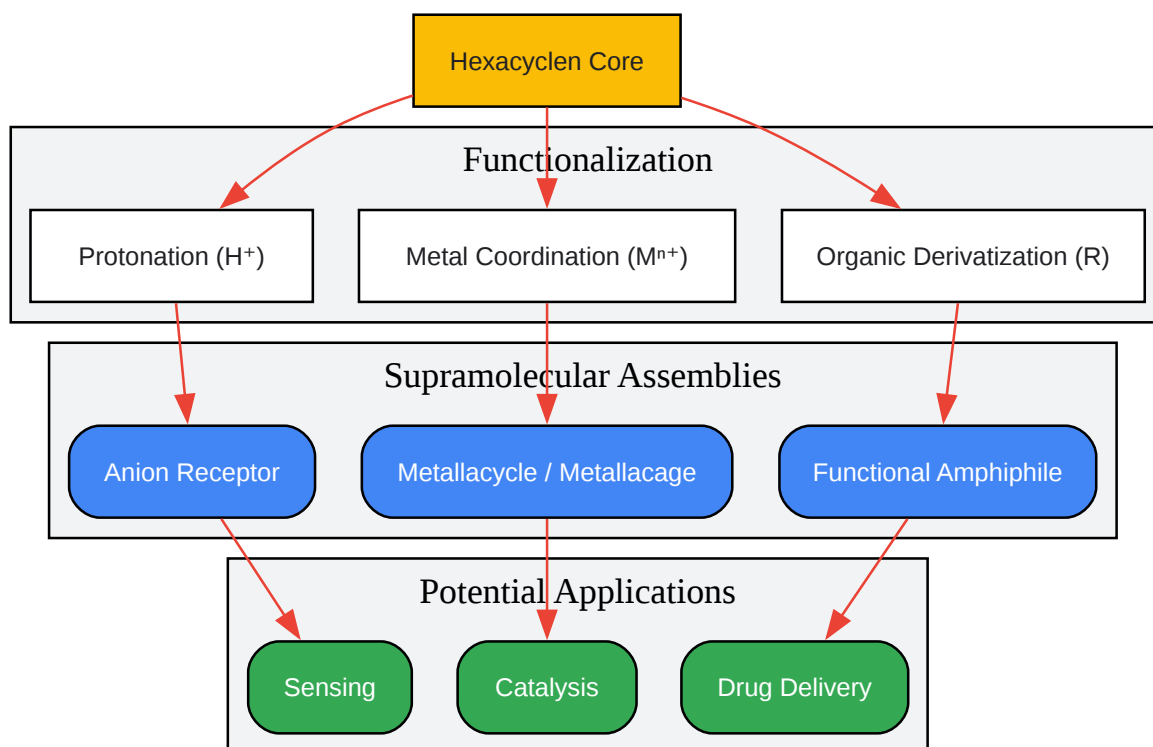 Hexacyclen Core
Functionalization
Protonation (H⁺)
Metal Coordination (Mⁿ⁺)
Organic Derivatization (R)
Supramolecular Assemblies
Anion Receptor
Metallacycle / Metallacage
Functional Amphiphile
Potential Applications
Sensing
Catalysis
Drug Delivery